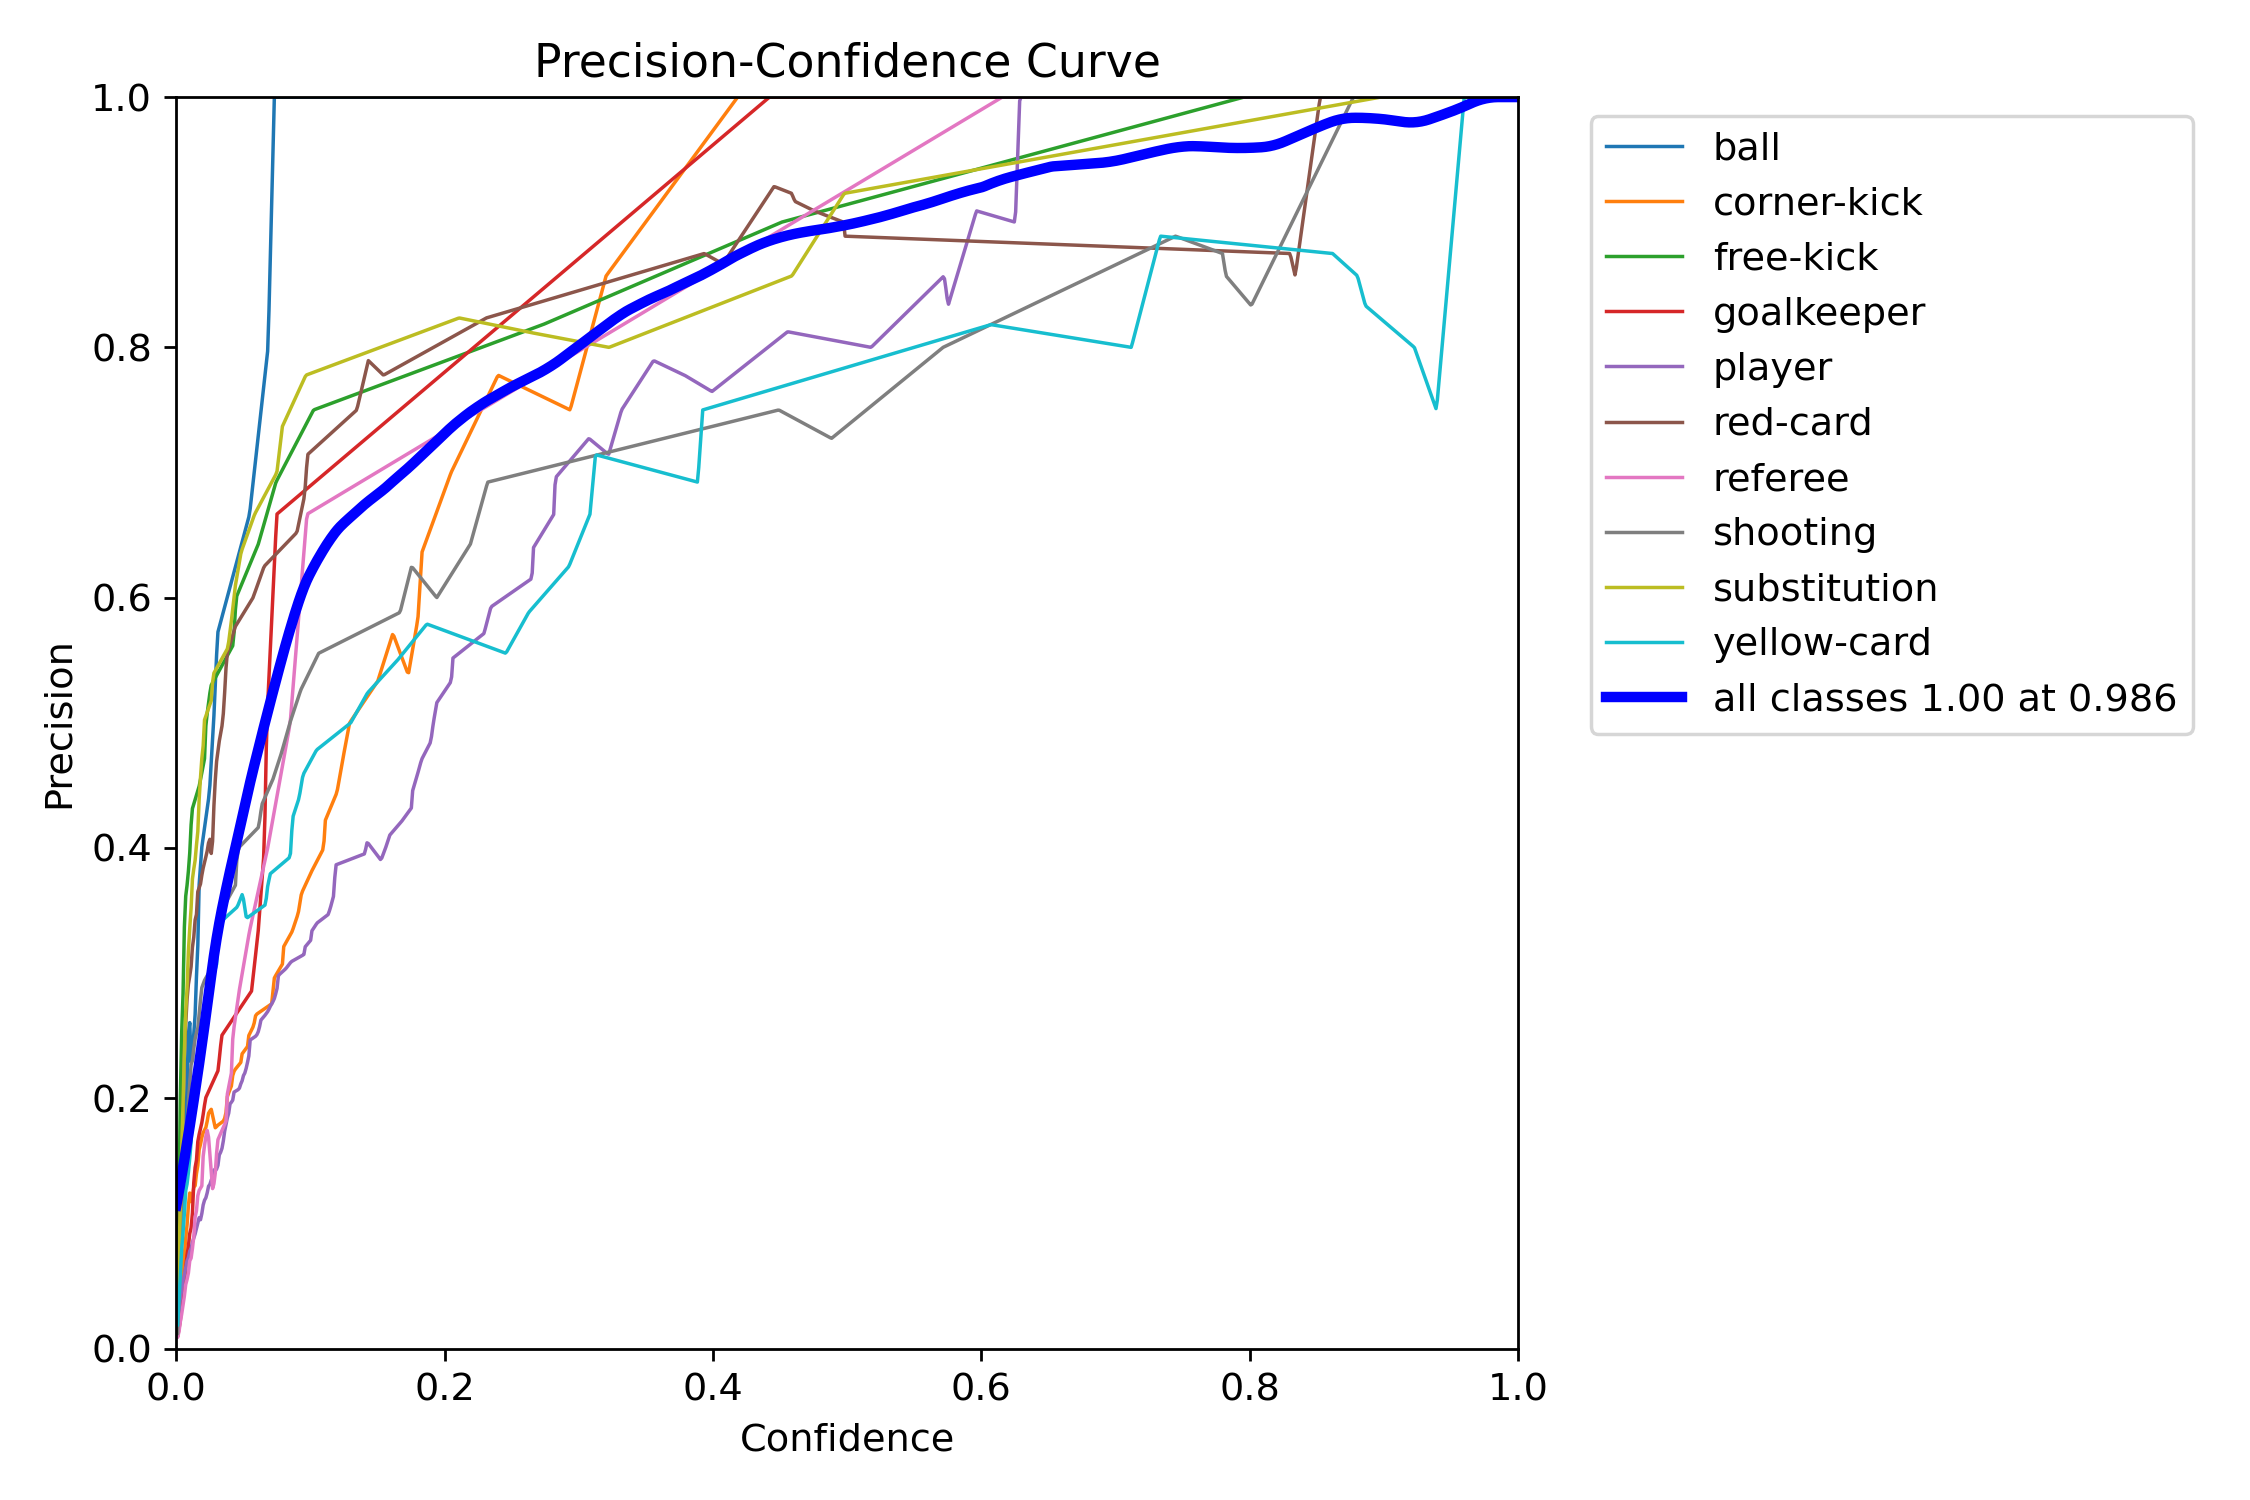 Precision-Confidence Curve
1.0
0.8
0.6
0.4
0.2
0.0
Precision
0.0 0.2 0.4 0.6 0.8 1.0
Confidence
ball
corner-kick
free-kick
goalkeeper
player
red-card
referee
shooting
substitution
yellow-card
all classes 1.00 at 0.986